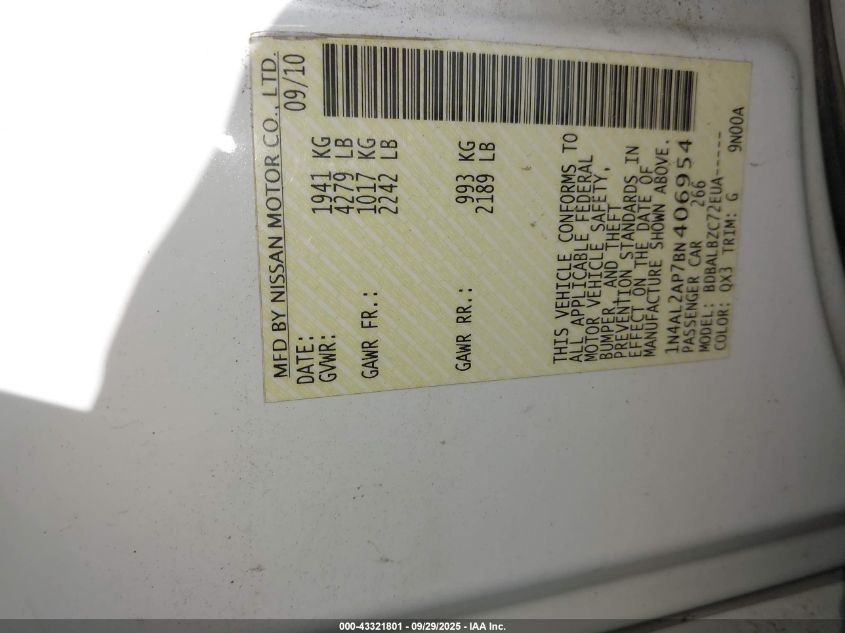 MFD BY NISSAN MOTOR CO., LTD.
DATE: 09/10
GVWR: 1941 KG
4279 LB
GAWR FR.: 1017 KG
2242 LB
GAWR RR.: 993 KG
2189 LB
THIS VEHICLE CONFORMS TO
ALL APPLICABLE FEDERAL
MOTOR VEHICLE SAFETY,
BUMPER, AND THEFT
PREVENTION STANDARDS IN
EFFECT ON THE DATE OF
MANUFACTURE SHOWN ABOVE.
1N4AL2AP7BN406954
PASSENGER CAR 266
MODEL: BDBALBZC72EUA-----
COLOR: QX3 TRIM: G 9N00A
000-43321801 - 09/29/2025 - IAA Inc.